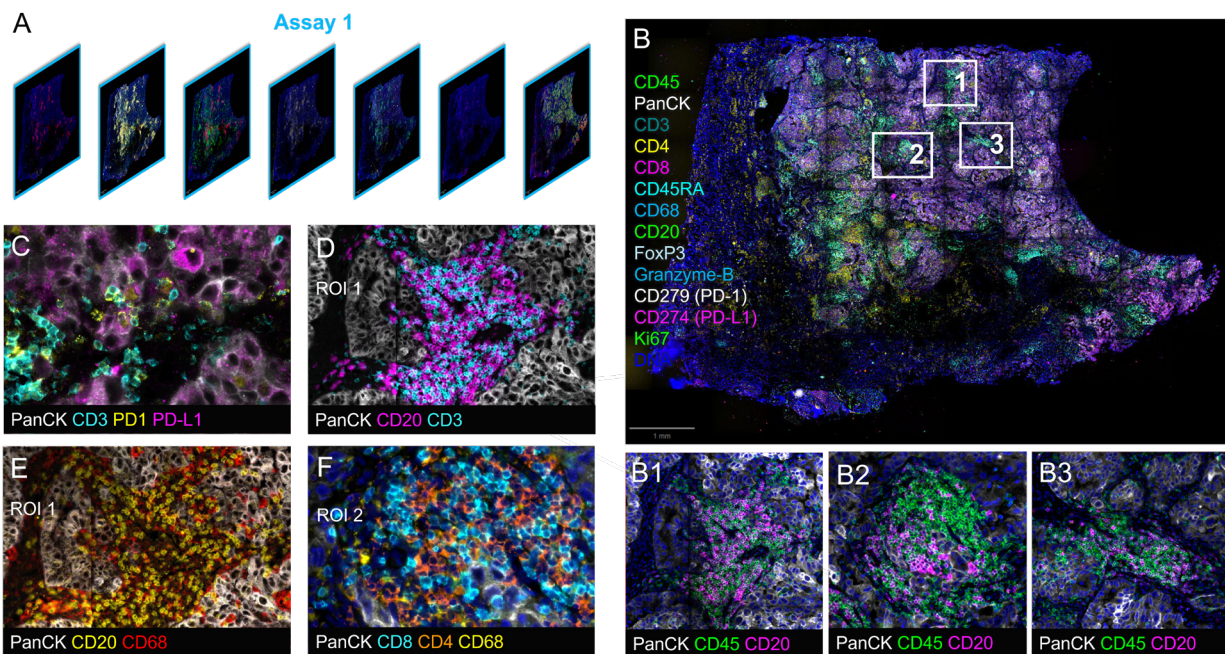 A
Assay 1
B
CD45
PanCK
CD3
CD4
CD8
CD45RA
CD68
CD20
FoxP3
Granzyme-B
CD279 (PD-1)
CD274 (PD-L1)
Ki67
1
2
3
1 mm
C
PanCK CD3 PD1 PD-L1
D
ROI 1
PanCK CD20 CD3
E
ROI 1
PanCK CD20 CD68
F
ROI 2
PanCK CD8 CD4 CD68
B1
PanCK CD45 CD20
B2
PanCK CD45 CD20
B3
PanCK CD45 CD20